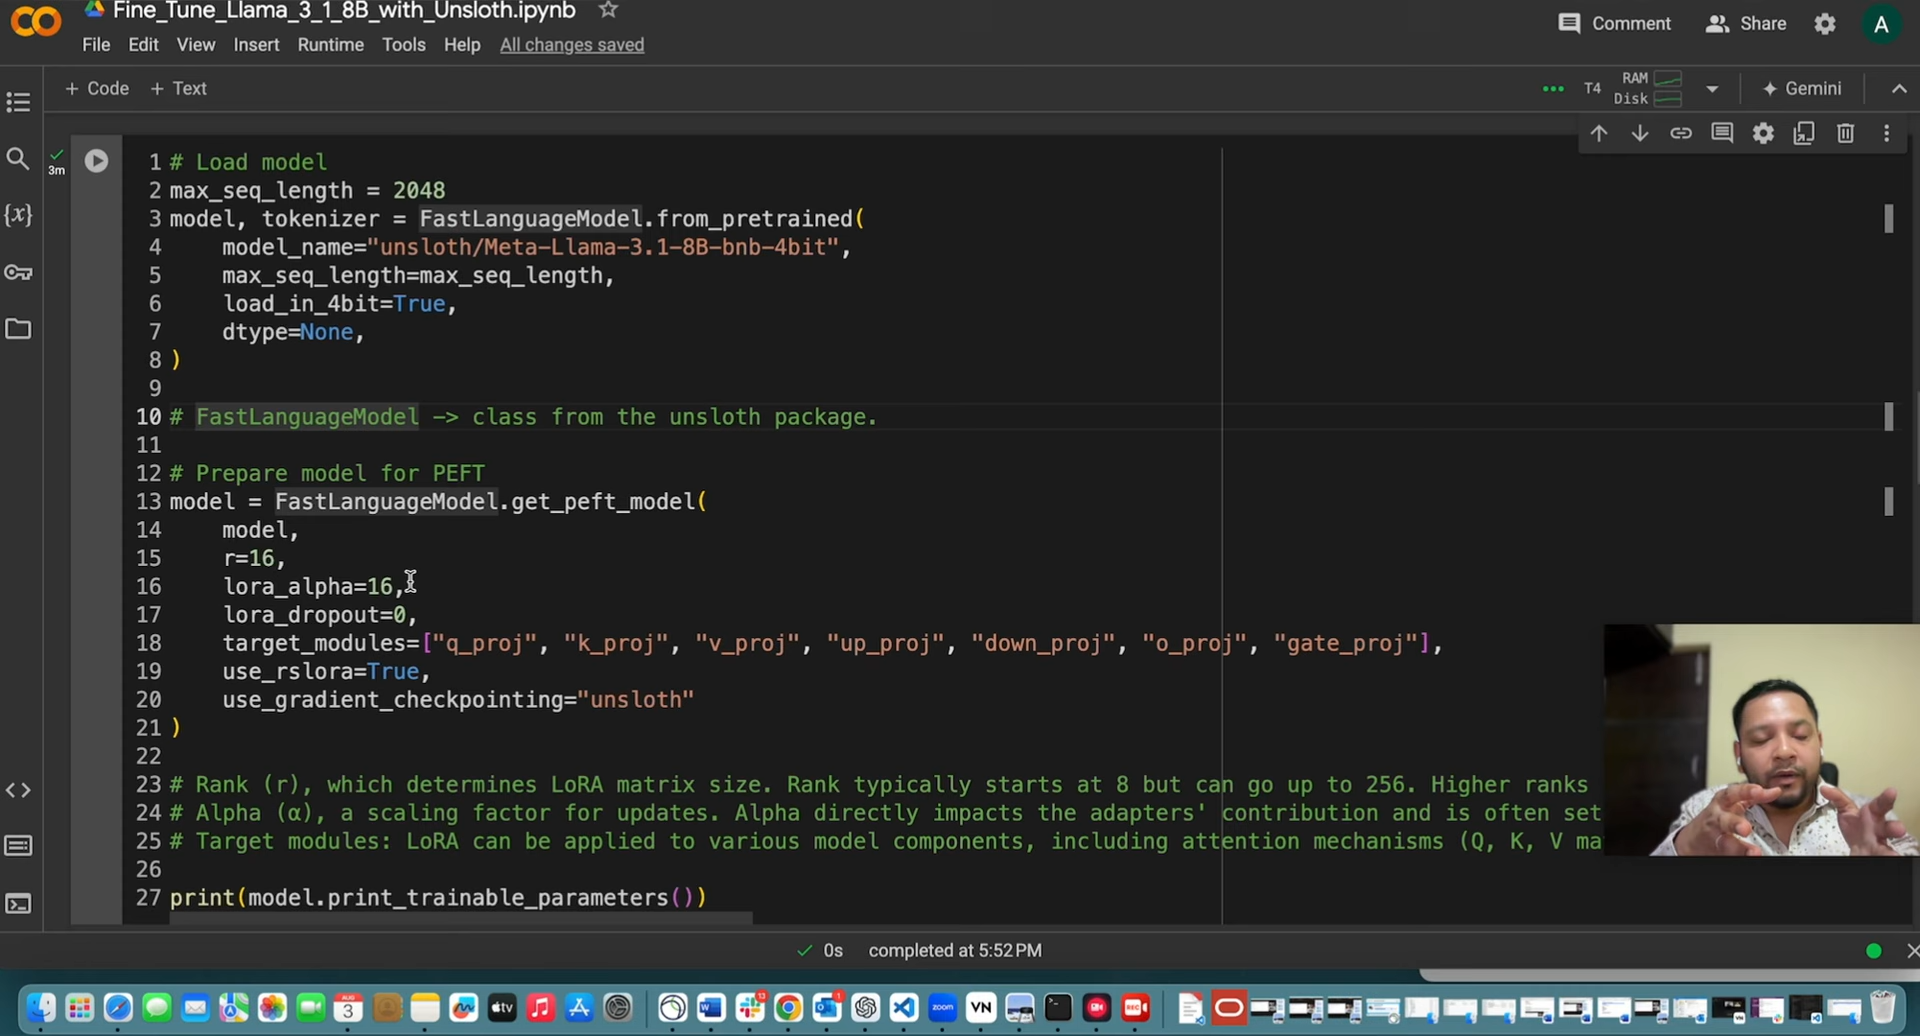 Fine_Tune_Llama_3_1_8B_with_Unsloth.ipynb
Comment
Share
A
File Edit View Insert Runtime Tools Help All changes saved
+ Code + Text
T4
RAM
Disk
Gemini
3m
1 # Load model
2 max_seq_length = 2048
3 model, tokenizer = FastLanguageModel.from_pretrained(
4     model_name="unsloth/Meta-Llama-3.1-8B-bnb-4bit",
5     max_seq_length=max_seq_length,
6     load_in_4bit=True,
7     dtype=None,
8 )
9
10 # FastLanguageModel -> class from the unsloth package.
11
12 # Prepare model for PEFT
13 model = FastLanguageModel.get_peft_model(
14     model,
15     r=16,
16     lora_alpha=16,
17     lora_dropout=0,
18     target_modules=["q_proj", "k_proj", "v_proj", "up_proj", "down_proj", "o_proj", "gate_proj"],
19     use_rslora=True,
20     use_gradient_checkpointing="unsloth"
21 )
22
23 # Rank (r), which determines LoRA matrix size. Rank typically starts at 8 but can go up to 256. Higher ranks
24 # Alpha (α), a scaling factor for updates. Alpha directly impacts the adapters' contribution and is often set
25 # Target modules: LoRA can be applied to various model components, including attention mechanisms (Q, K, V ma
26
27 print(model.print_trainable_parameters())
0s completed at 5:52 PM
AUG
3
tv
13
1
zoom
VN
REC